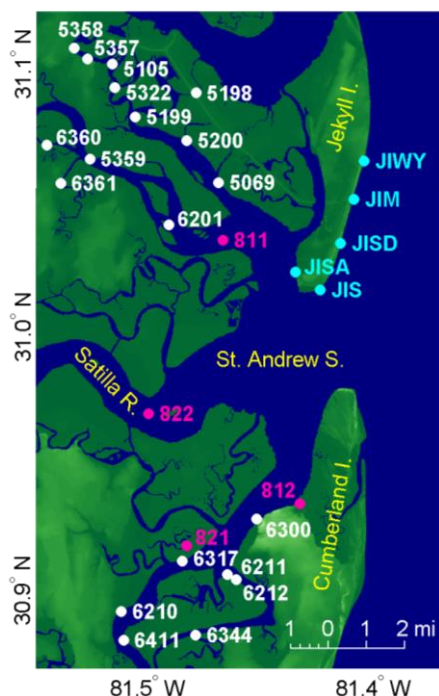 5358
5357
5105
5322
5198
5199
5200
6360
5359
6361
5069
6201
811
Jekyll I.
JIWY
JIM
JISD
JISA
JIS
St. Andrew S.
Satilla R.
822
812
6300
821
6317
6211
6212
Cumberland I.
6210
6411
6344
1 0 1 2 mi
31.1° N
31.0° N
30.9° N
81.5° W
81.4° W